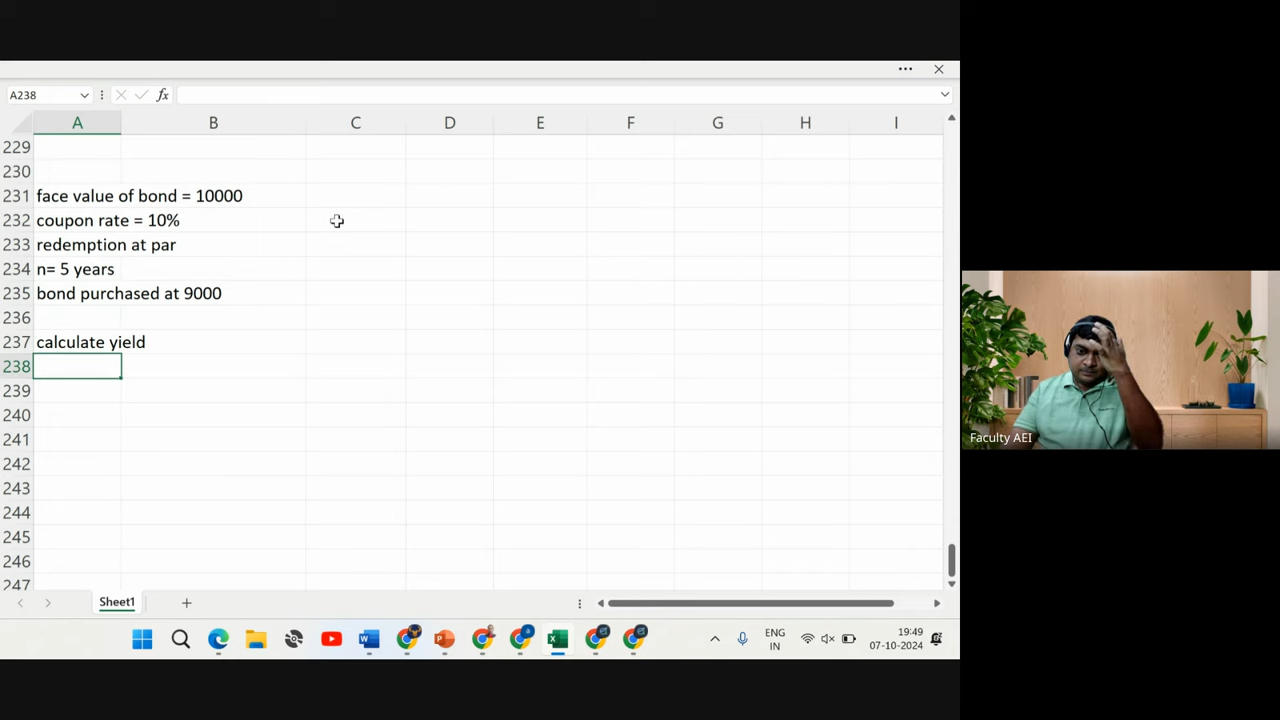 A238
fx
A B C D E F G H I
229
230
231 face value of bond = 10000
232 coupon rate = 10%
233 redemption at par
234 n= 5 years
235 bond purchased at 9000
236
237 calculate yield
238
239
240
241
242
243
244
245
246
247
Sheet1
Faculty AEI
ENG
IN
19:49
07-10-2024